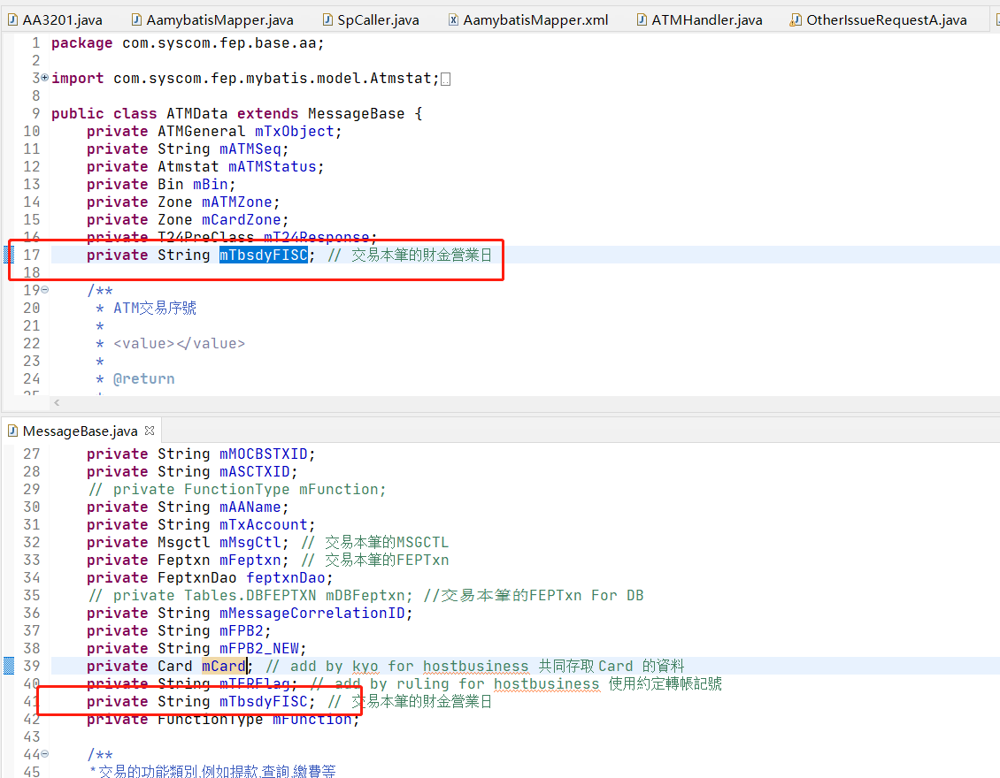 AA3201.java AamybatisMapper.java SpCaller.java AamybatisMapper.xml ATMHandler.java OtherIssueRequestA.java
1 package com.syscom.fep.base.aa;
2
3 import com.syscom.fep.mybatis.model.Atmstat;
8
9 public class ATMData extends MessageBase {
10 private ATMGeneral mTxObject;
11 private String mATMSeq;
12 private Atmstat mATMStatus;
13 private Bin mBin;
14 private Zone mATMZone;
15 private Zone mCardZone;
16 private T24PreClass mT24Response;
17 private String mTbsdyFISC; // 交易本筆的財金營業日
18
19 /**
20 * ATM交易序號
21 *
22 * <value></value>
23 *
24 * @return
25 *
MessageBase.java
27 private String mMOCBSTXID;
28 private String mASCTXID;
29 // private FunctionType mFunction;
30 private String mAAName;
31 private String mTxAccount;
32 private Msgctl mMsgCtl; // 交易本筆的MSGCTL
33 private Feptxn mFeptxn; // 交易本筆的FEPTxn
34 private FeptxnDao feptxnDao;
35 // private Tables.DBFEPTXN mDBFeptxn; //交易本筆的FEPTxn For DB
36 private String mMessageCorrelationID;
37 private String mFPB2;
38 private String mFPB2_NEW;
39 private Card mCard; // add by kyo for hostbusiness 共同存取 Card 的資料
40 private String mTFRFlag; // add by ruling for hostbusiness 使用約定轉帳記號
41 private String mTbsdyFISC; // 交易本筆的財金營業日
42 private FunctionType mFunction;
43
44 /**
45 * 交易的功能類別,例如提款,查詢,繳費等